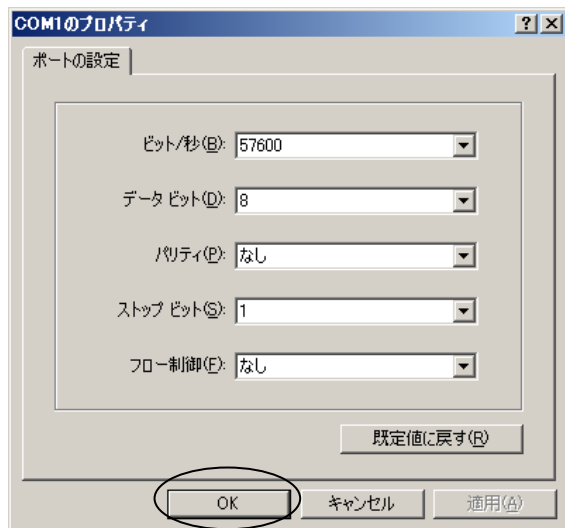 COM1のプロパティ
ポートの設定
ビット/秒(B): 57600
データ ビット(D): 8
パリティ(P): なし
ストップ ビット(S): 1
フロー制御(F): なし
既定値に戻す(R)
OK キャンセル 適用(A)